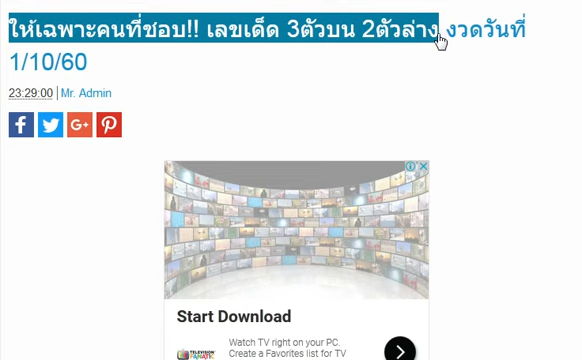 ให้เฉพาะคนที่ชอบ!! เลขเด็ด 3ตัวบน 2ตัวล่าง งวดวันที่
1/10/60
23:29:00 | Mr. Admin
f G+
Start Download
TELEVISION FANATIC
Watch TV right on your PC.
Create a Favorites list for TV